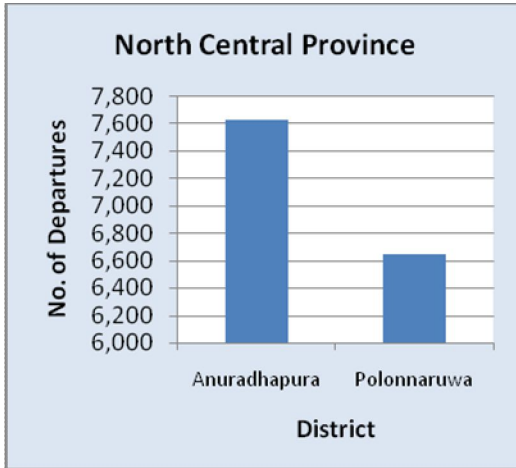 North Central Province
No. of Departures
7,800
7,600
7,400
7,200
7,000
6,800
6,600
6,400
6,200
6,000
Anuradhapura Polonnaruwa
District